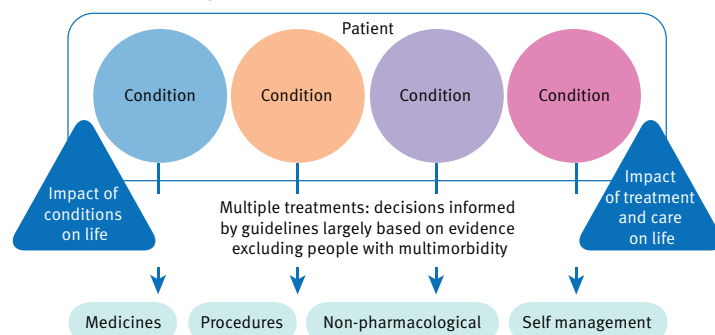 Patient
Condition
Condition
Condition
Condition
Impact of
conditions
on life
Multiple treatments: decisions informed
by guidelines largely based on evidence
excluding people with multimorbidity
Impact
of treatment
and care
on life
Medicines
Procedures
Non-pharmacological
Self management